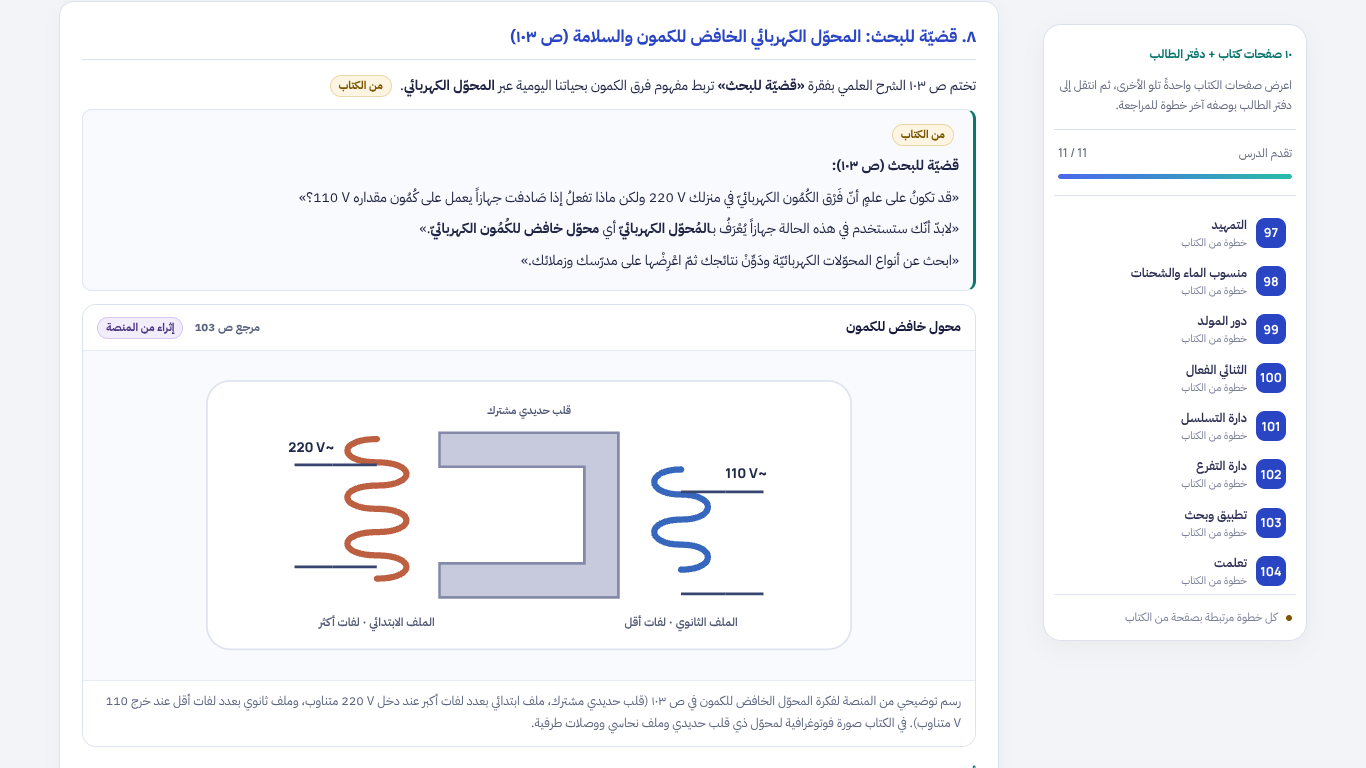 ٨. قضيّة للبحث: المحوّل الكهربائي الخافض للكمون والسلامة (ص ١٠٣)
تختم ص ١٠٣ الشرح العلمي بفقرة «قضيّة للبحث» تربط مفهوم فرق الكمون بحياتنا اليومية عبر المحوّل الكهربائي. من الكتاب
من الكتاب
قضيّة للبحث (ص ١٠٣):
«قد تكونُ على علمٍ أنّ فَرْق الكُمُون الكهربائيّ في منزلك 220 V ولكن ماذا تفعلُ إذا صَادفت جهازاً يعمل على كُمُون مقداره 110 V؟»
«لابدّ أنّك ستستخدم في هذه الحالة جهازاً يُعْرَفُ بـالمُحوّل الكهربائيّ أي محوّل خافض للكُمُون الكهربائيّ.»
«ابحث عن أنواع المحوّلات الكهربائيّة ودَوِّنْ نتائجك ثمّ اعْرِضْها على مدرّسك وزملائك.»
محول خافض للكمون
مرجع ص 103
إثراء من المنصة
قلب حديدي مشترك
220 V~
110 V~
الملف الثانوي · لفات أقل
الملف الابتدائي · لفات أكثر
رسم توضيحي من المنصة لفكرة المحوّل الخافض للكمون في ص ١٠٣ (قلب حديدي مشترك، ملف ابتدائي بعدد لفات أكبر عند دخل 220 V متناوب، وملف ثانوي بعدد لفات أقل عند خرج 110
V متناوب). في الكتاب صورة فوتوغرافية لمحوّل ذي قلب حديدي وملف نحاسي ووصلات طرفية.
١٠ صفحات كتاب + دفتر الطالب
اعرض صفحات الكتاب واحدةً تلو الأخرى، ثم انتقل إلى
دفتر الطالب بوصفه آخر خطوة للمراجعة.
تقدم الدرس
11 / 11
97
التمهيد
خطوة من الكتاب
98
منسوب الماء والشحنات
خطوة من الكتاب
99
دور المولد
خطوة من الكتاب
100
الثنائي الفعال
خطوة من الكتاب
101
دارة التسلسل
خطوة من الكتاب
102
دارة التفرع
خطوة من الكتاب
103
تطبيق وبحث
خطوة من الكتاب
104
تعلمت
خطوة من الكتاب
كل خطوة مرتبطة بصفحة من الكتاب